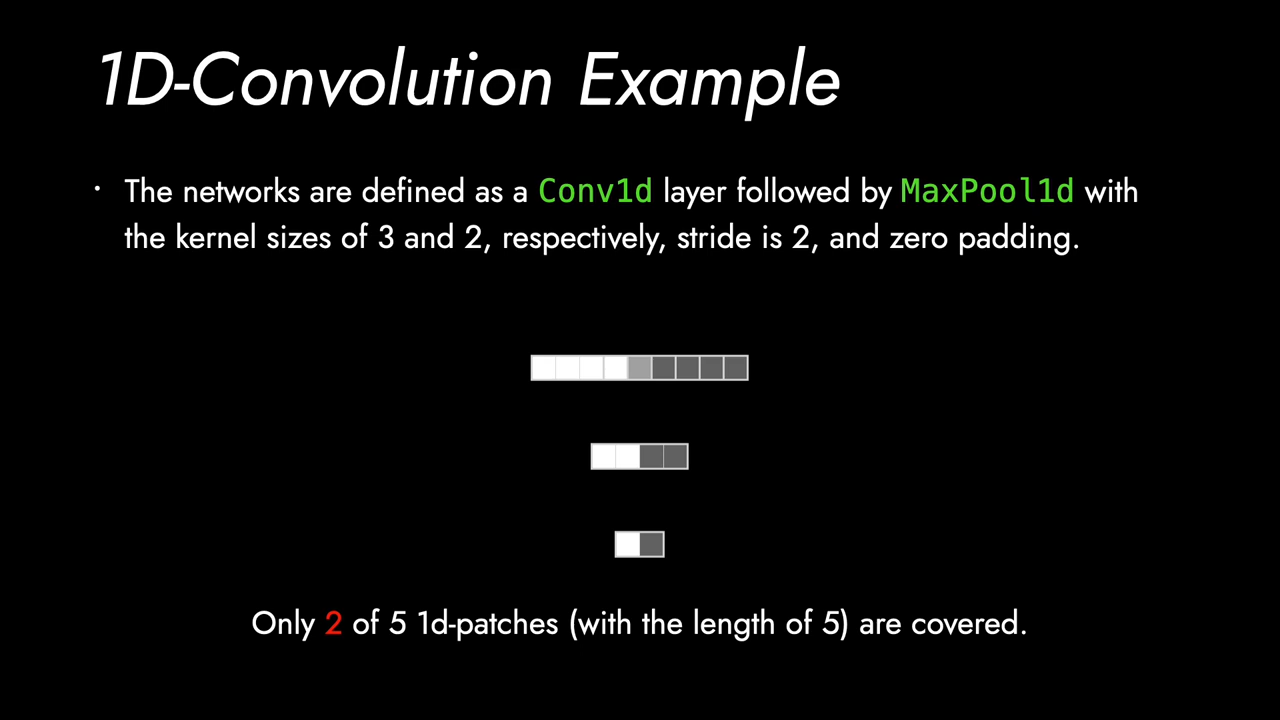 1D-Convolution Example
· The networks are defined as a Conv1d layer followed by MaxPool1d with
the kernel sizes of 3 and 2, respectively, stride is 2, and zero padding.
Only 2 of 5 1d-patches (with the length of 5) are covered.